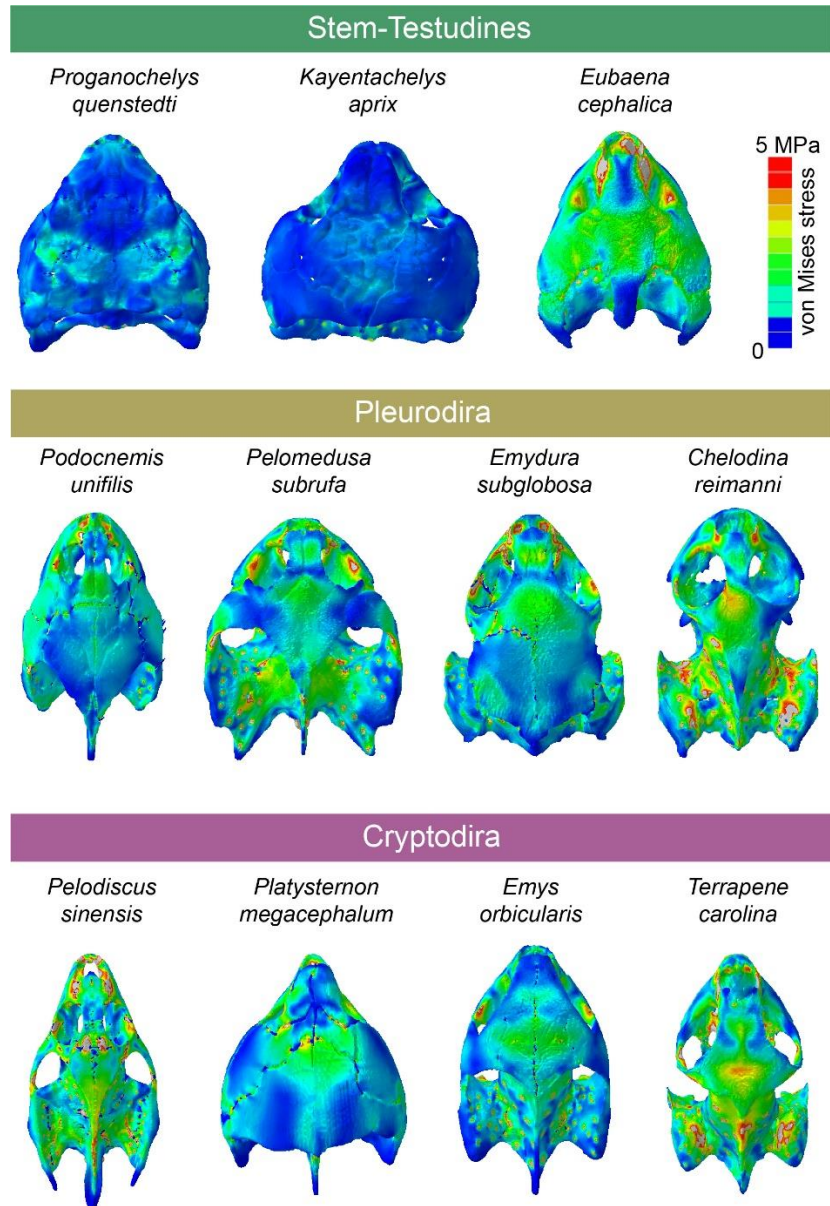 Stem-Testudines
Proganochelys
quenstedti
Kayentachelys
aprix
Eubaena
cephalica
5 MPa
von Mises stress
0
Pleurodira
Podocnemis
unifilis
Pelomedusa
subrufa
Emydura
subglobosa
Chelodina
reimanni
Cryptodira
Pelodiscus
sinensis
Platysternon
megacephalum
Emys
orbicularis
Terrapene
carolina